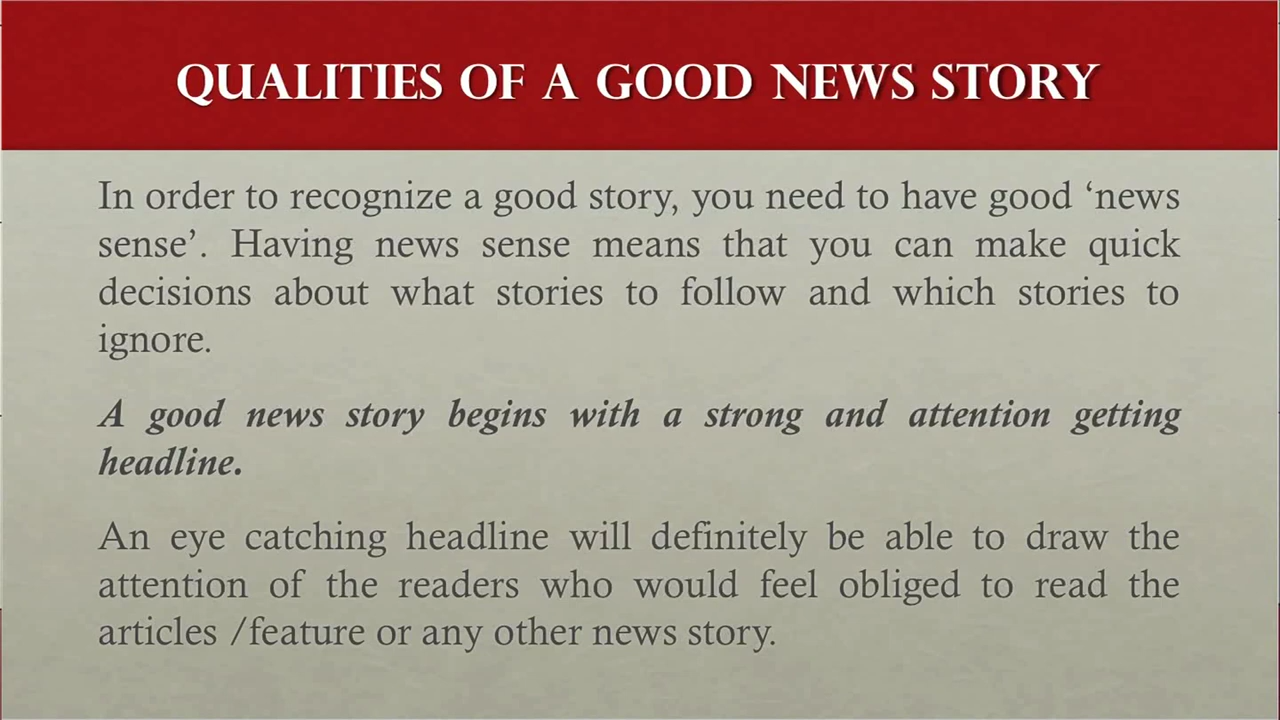 QUALITIES OF A GOOD NEWS STORY
In order to recognize a good story, you need to have good ‘news
sense’. Having news sense means that you can make quick
decisions about what stories to follow and which stories to
ignore.
A good news story begins with a strong and attention getting
headline.
An eye catching headline will definitely be able to draw the
attention of the readers who would feel obliged to read the
articles /feature or any other news story.